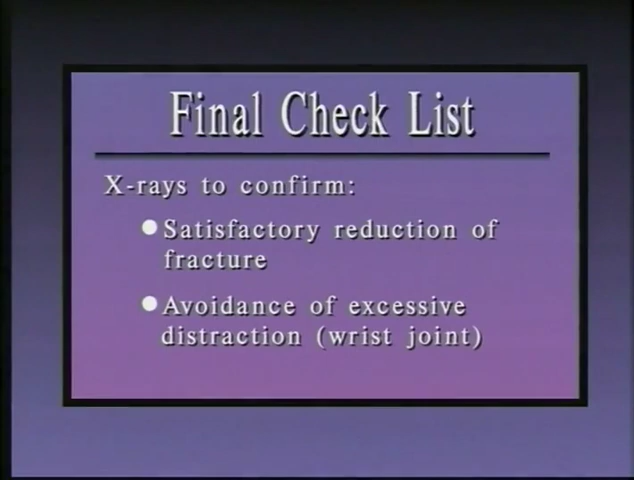 Final Check List
X-rays to confirm:
●Satisfactory reduction of
fracture
●Avoidance of excessive
distraction (wrist joint)